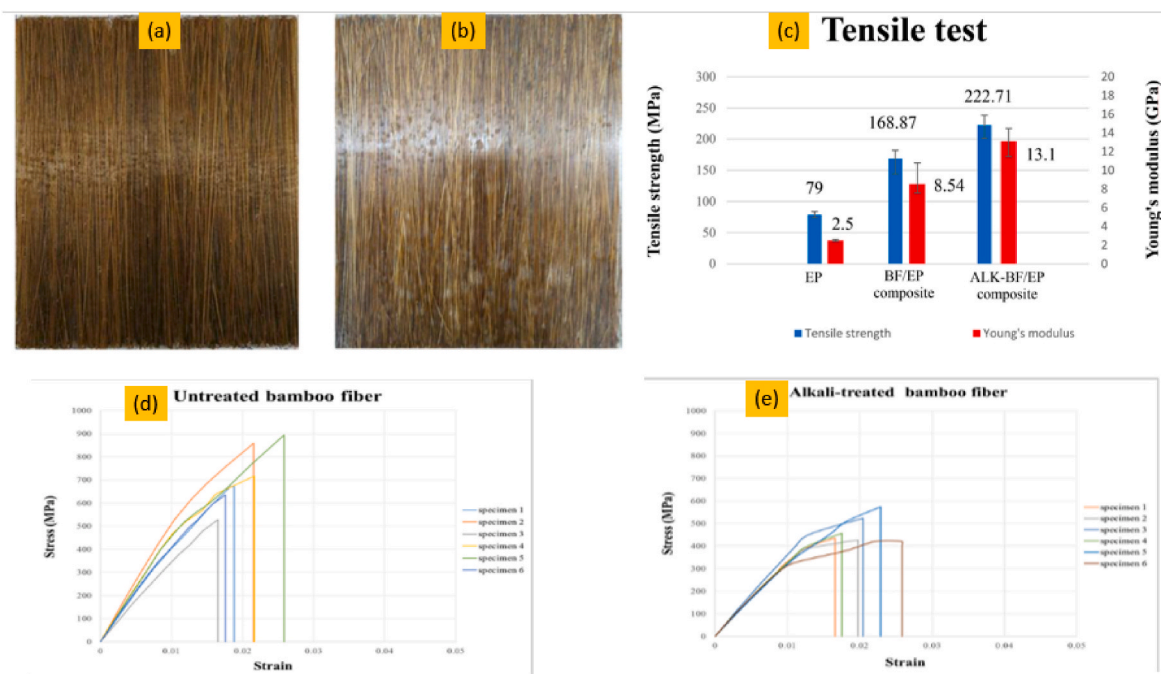 (a)
(b)
(c) Tensile test
Tensile strength (MPa)
300
250
200
150
100
50
0
79
2.5
168.87
8.54
222.71
13.1
EP
BF/EP
composite
ALK-BF/EP
composite
20
18
16
14
12
10
8
6
4
2
0
Young's modulus (GPa)
Tensile strength
Young's modulus
(d)
Untreated bamboo fiber
Stress (MPa)
1000
900
800
700
600
500
400
300
200
100
0
0
0.01
0.02
0.03
0.04
0.05
Strain
specimen 1
specimen 2
specimen 3
specimen 4
specimen 5
specimen 6
(e)
Alkali-treated bamboo fiber
Stress (MPa)
1000
900
800
700
600
500
400
300
200
100
0
0
0.01
0.02
0.03
0.04
0.05
Strain
specimen 1
specimen 2
specimen 3
specimen 4
specimen 5
specimen 6